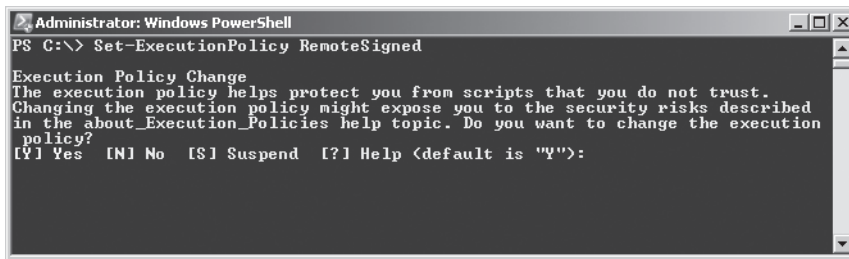 Administrator: Windows PowerShell
PS C:\> Set-ExecutionPolicy RemoteSigned
Execution Policy Change
The execution policy helps protect you from scripts that you do not trust.
Changing the execution policy might expose you to the security risks described
in the about_Execution_Policies help topic. Do you want to change the execution
policy?
[Y] Yes  [N] No  [S] Suspend  [?] Help (default is "Y"):